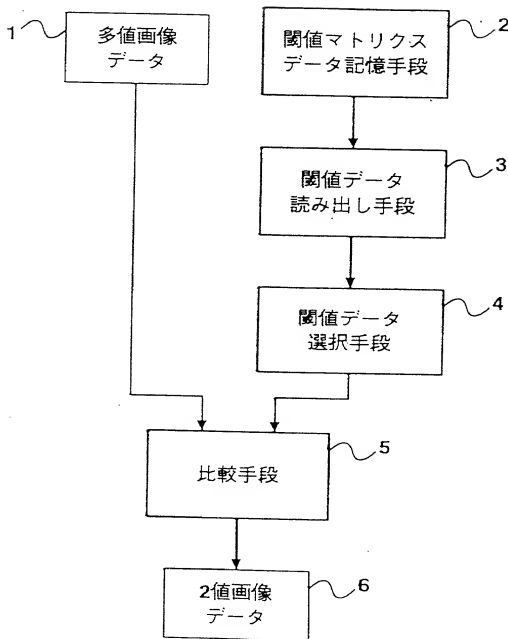 1
多値画像
データ
2
閾値マトリクス
データ記憶手段
3
閾値データ
読み出し手段
4
閾値データ
選択手段
5
比較手段
6
2値画像
データ